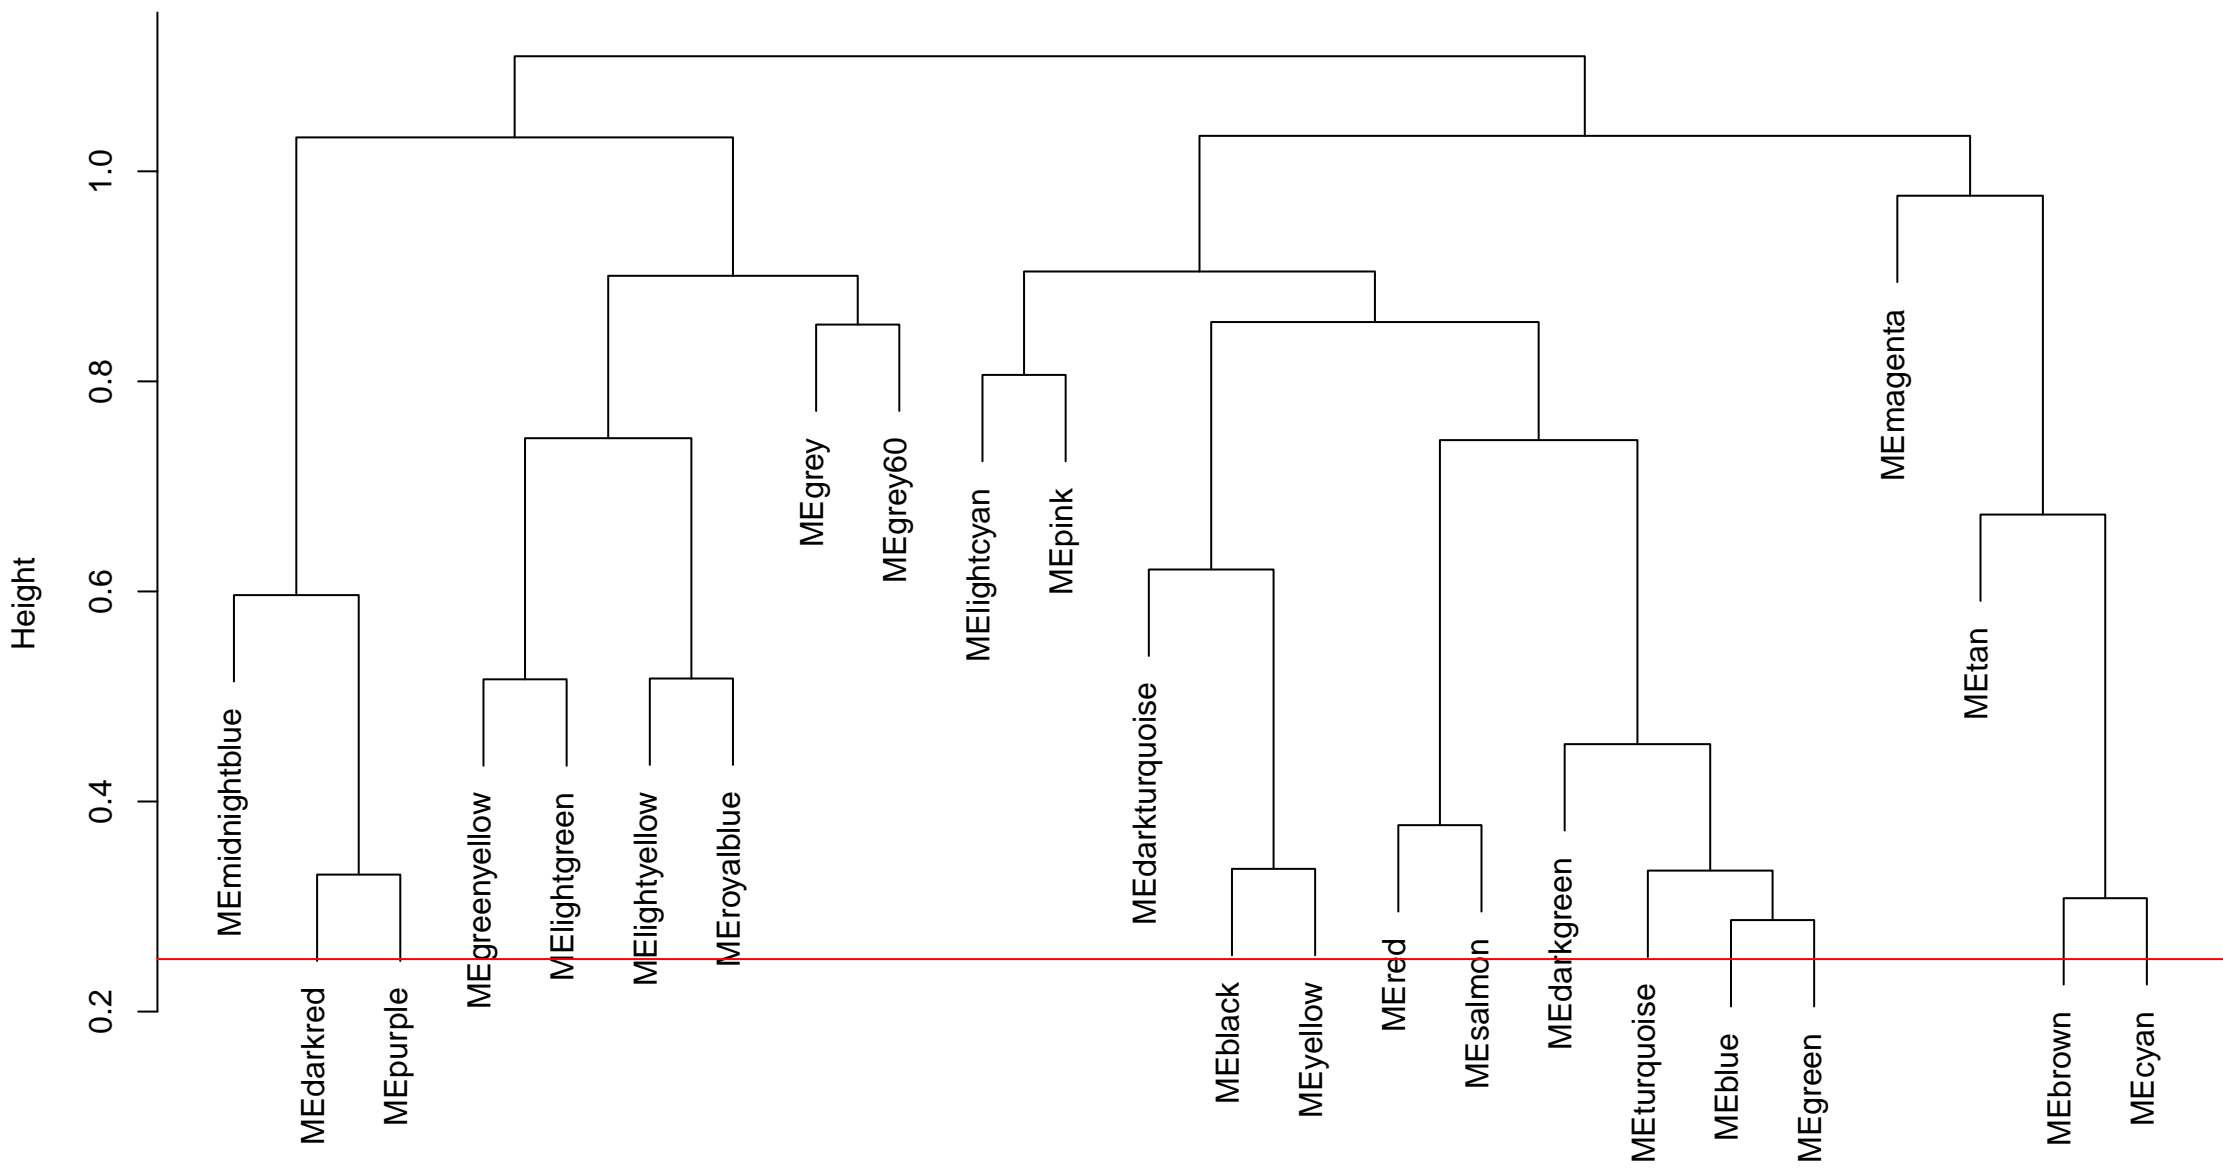 Height
1.0
0.8
0.6
0.4
0.2
MEmidnightblue
MEdarkred
MEpurple
MEgreenyellow
MElightgreen
MElightyellow
MEroyalblue
MEgrey
MEgrey60
MElightcyan
MEpink
MEdarkturquoise
MEblack
MEyellow
MEred
MEsalmon
MEdarkgreen
MEturquoise
MEblue
MEgreen
MEmagenta
MEtan
MEbrown
MEcyan